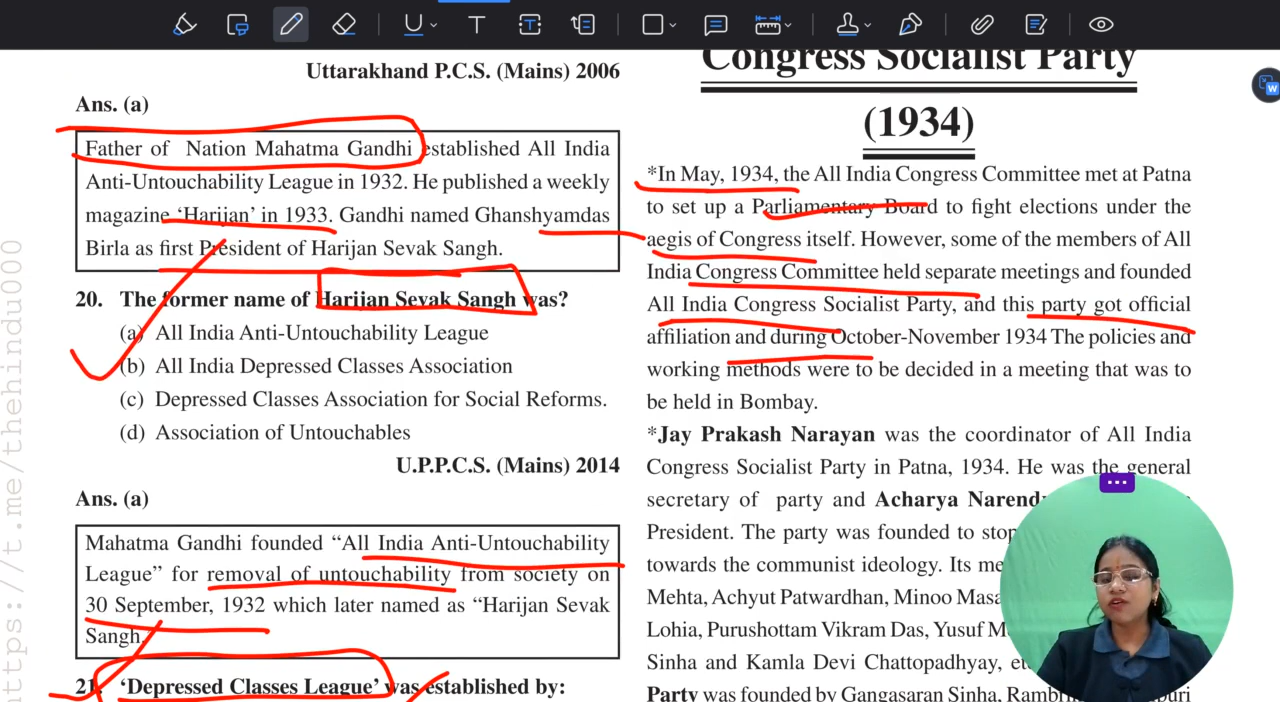 Uttarakhand P.C.S. (Mains) 2006
Ans. (a)
Father of Nation Mahatma Gandhi established All India
Anti-Untouchability League in 1932. He published a weekly
magazine ‘Harijan’ in 1933. Gandhi named Ghanshyamdas
Birla as first President of Harijan Sevak Sangh.
20. The former name of Harijan Sevak Sangh was?
(a) All India Anti-Untouchability League
(b) All India Depressed Classes Association
(c) Depressed Classes Association for Social Reforms.
(d) Association of Untouchables
U.P.P.C.S. (Mains) 2014
Ans. (a)
Mahatma Gandhi founded “All India Anti-Untouchability
League” for removal of untouchability from society on
30 September, 1932 which later named as “Harijan Sevak
Sangh.
21. ‘Depressed Classes League’ was established by:
Congress Socialist Party
(1934)
*In May, 1934, the All India Congress Committee met at Patna
to set up a Parliamentary Board to fight elections under the
aegis of Congress itself. However, some of the members of All
India Congress Committee held separate meetings and founded
All India Congress Socialist Party, and this party got official
affiliation and during October-November 1934 The policies and
working methods were to be decided in a meeting that was to
be held in Bombay.
*Jay Prakash Narayan was the coordinator of All India
Congress Socialist Party in Patna, 1934. He was the general
secretary of party and Acharya
President. The party was founded to
towards the communist ideology. Its
Mehta, Achyut Patwardhan, Minoo
Lohia, Purushottam Vikram Das, Yusuf
Sinha and Kamla Devi Chattopadhyay,
Party was founded by Gangasaran Sinha,
https://t.me/thehindu000